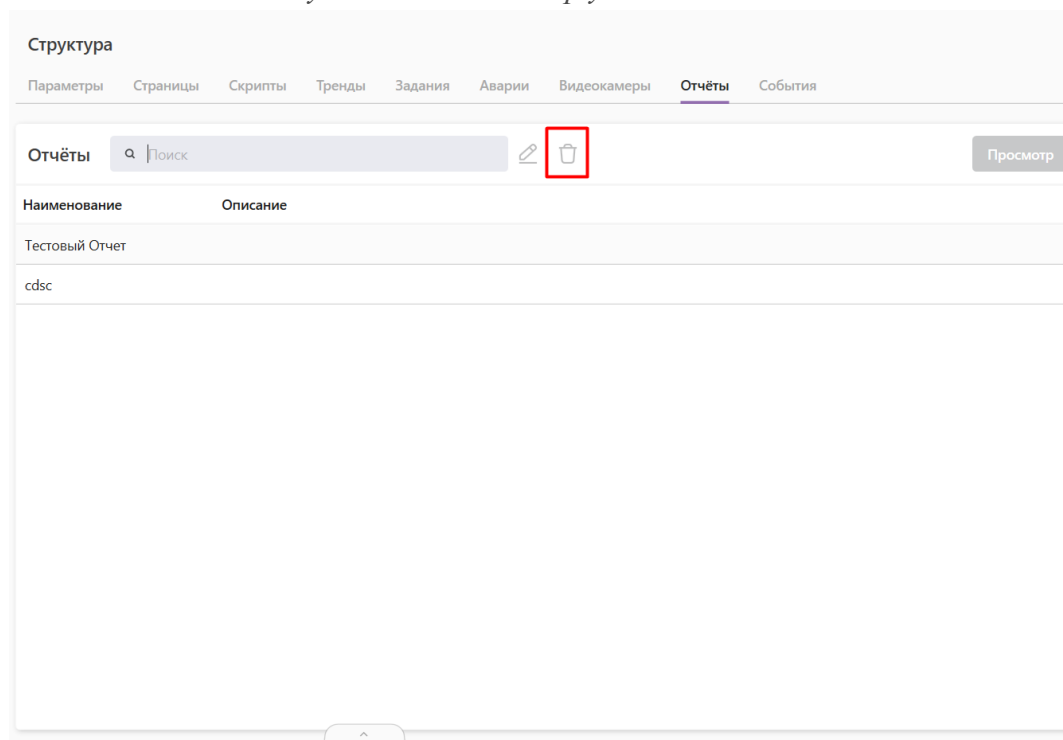 Структура
Параметры Страницы Скрипты Тренды Задания Аварии Видеокамеры Отчёты События
Отчёты Поиск Просмотр
Наименование Описание
Тестовый Отчет
cdsc